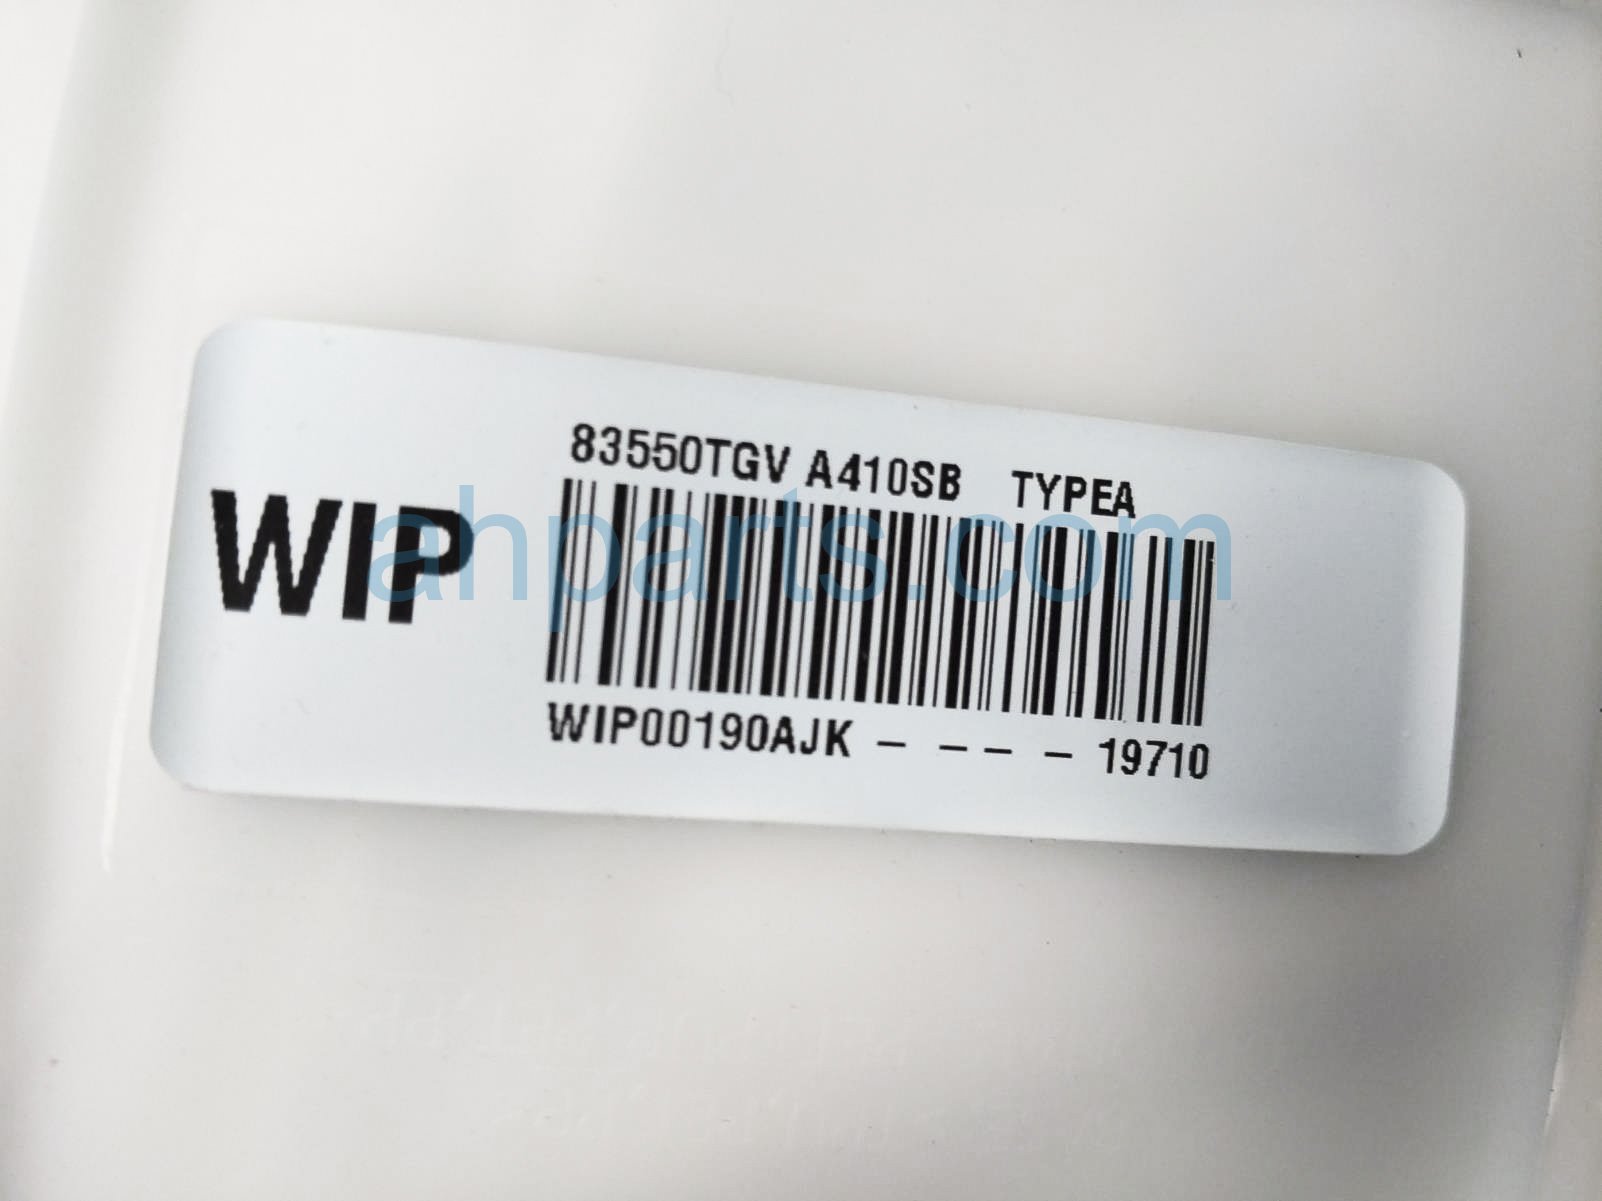 83550TGV A410SB TYPEA
WIP
ahparts.com
WIP00190AJK - - - - 19710